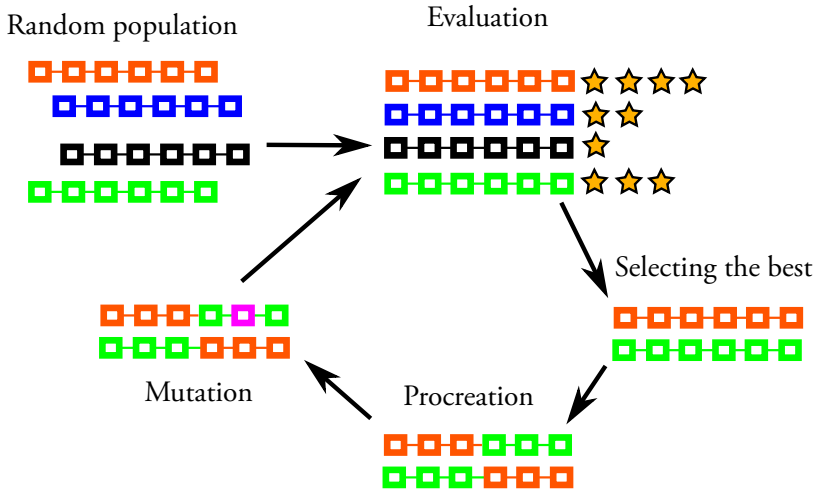 Random population
Evaluation
Selecting the best
Mutation
Procreation